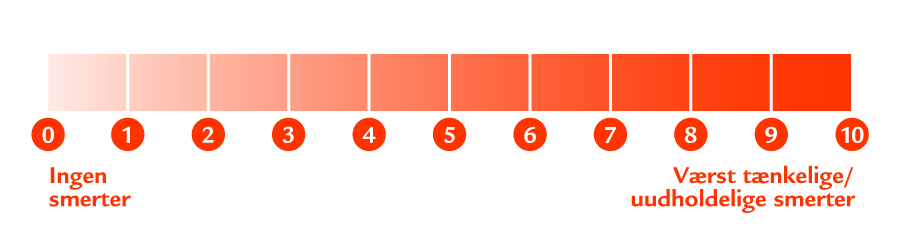 0 1 2 3 4 5 6 7 8 9 10
Ingen
smerter
Værst tænkelige/
uudholdelige smerter